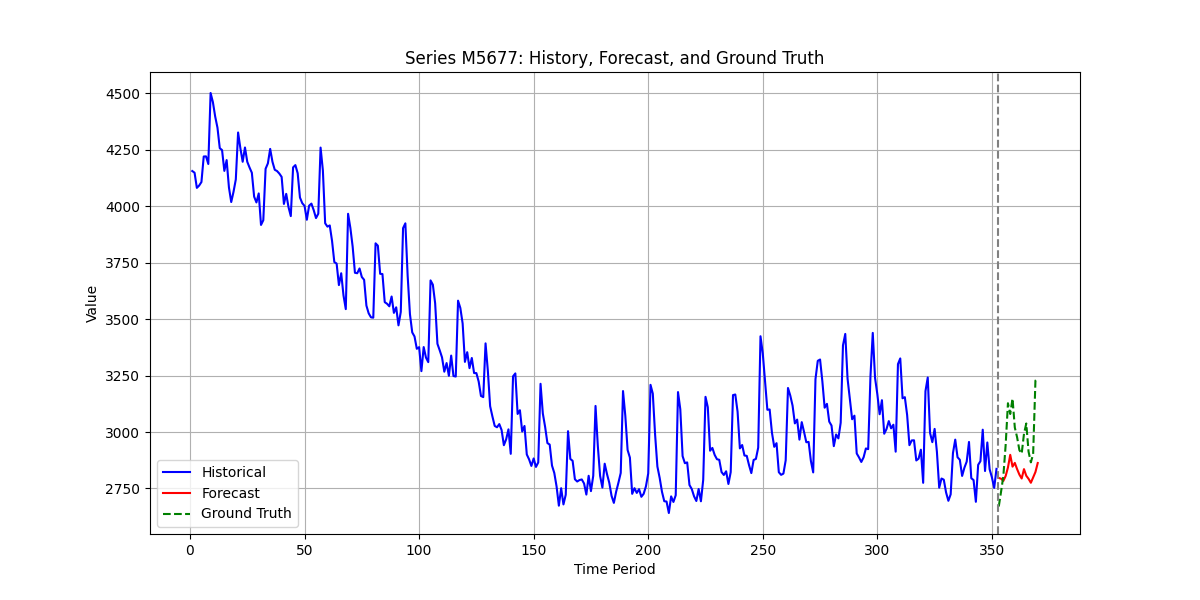 Series M5677: History, Forecast, and Ground Truth
Value
4500
4250
4000
3750
3500
3250
3000
2750
Historical
Forecast
Ground Truth
0 50 100 150 200 250 300 350
Time Period